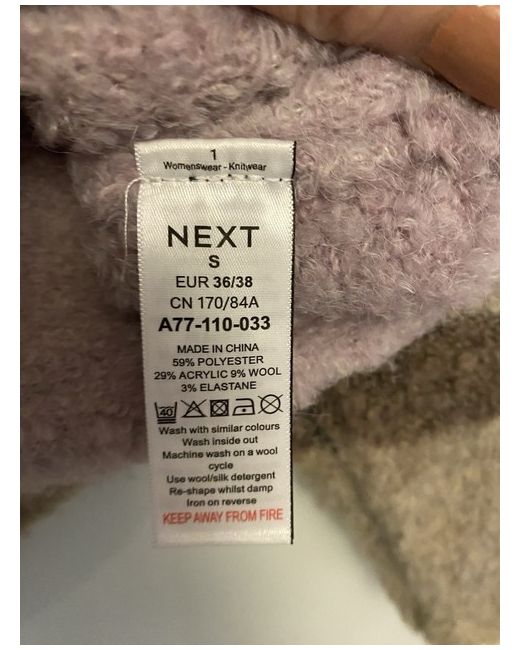 1
Womenswear - Knitwear
NEXT
S
EUR 36/38
CN 170/84A
A77-110-033
MADE IN CHINA
59% POLYESTER
29% ACRYLIC 9% WOOL
3% ELASTANE
40
Wash with similar colours
Wash inside out
Machine wash on a wool
cycle
Use wool/silk detergent
Re-shape whilst damp
Iron on reverse
KEEP AWAY FROM FIRE